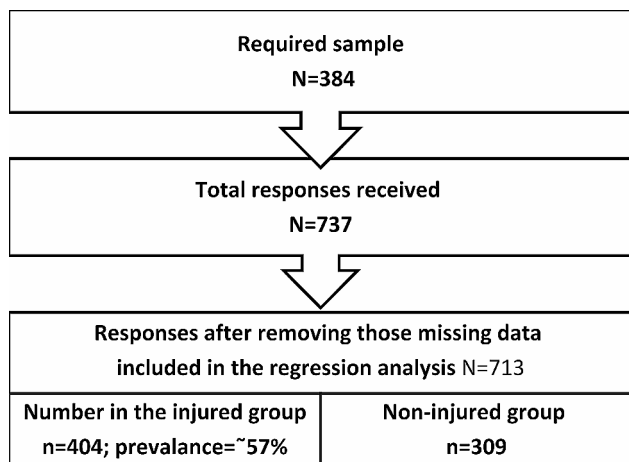 Required sample
N=384
Total responses received
N=737
Responses after removing those missing data
included in the regression analysis N=713
Number in the injured group
n=404; prevalance=~57%
Non-injured group
n=309